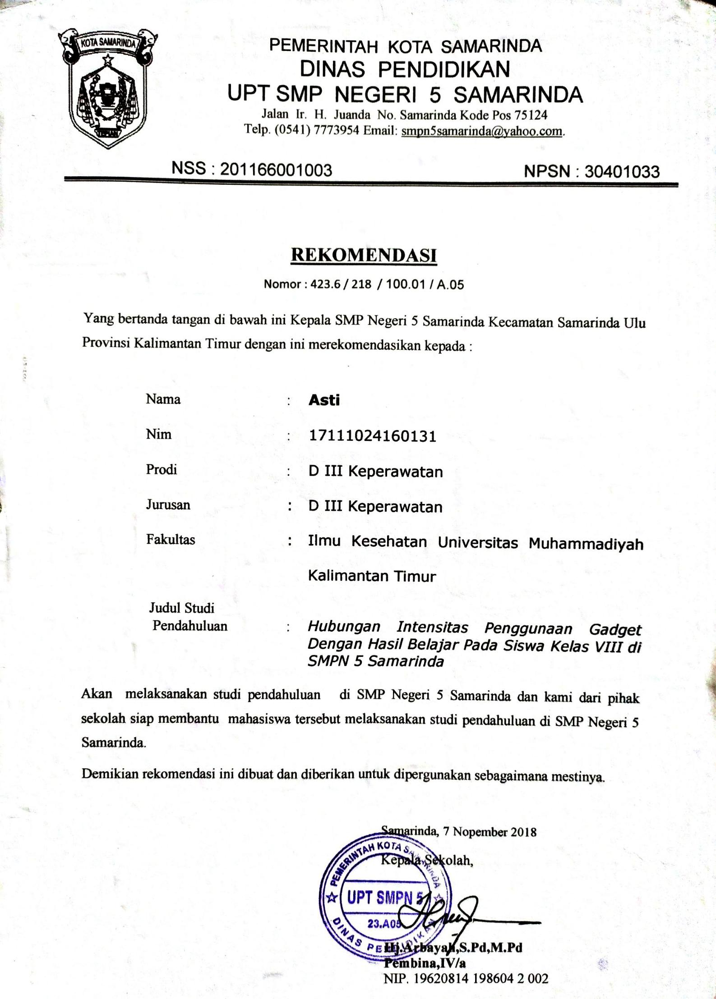 KOTA SAMARINDA
TEPIAN
PEMERINTAH KOTA SAMARINDA
DINAS PENDIDIKAN
UPT SMP NEGERI 5 SAMARINDA
Jalan Ir. H. Juanda No. Samarinda Kode Pos 75124
Telp. (0541) 7773954 Email: smpn5samarinda@yahoo.com.
NSS : 201166001003 NPSN : 30401033
REKOMENDASI
Nomor : 423.6 / 218 / 100.01 / A.05
Yang bertanda tangan di bawah ini Kepala SMP Negeri 5 Samarinda Kecamatan Samarinda Ulu
Provinsi Kalimantan Timur dengan ini merekomendasikan kepada :
Nama : Asti
Nim : 17111024160131
Prodi : D III Keperawatan
Jurusan : D III Keperawatan
Fakultas : Ilmu Kesehatan Universitas Muhammadiyah
Kalimantan Timur
Judul Studi
Pendahuluan : Hubungan Intensitas Penggunaan Gadget
Dengan Hasil Belajar Pada Siswa Kelas VIII di
SMPN 5 Samarinda
Akan melaksanakan studi pendahuluan di SMP Negeri 5 Samarinda dan kami dari pihak
sekolah siap membantu mahasiswa tersebut melaksanakan studi pendahuluan di SMP Negeri 5
Samarinda.
Demikian rekomendasi ini dibuat dan diberikan untuk dipergunakan sebagaimana mestinya.
Samarinda, 7 Nopember 2018
Kepala Sekolah,
PEMERINTAH KOTA SAMARINDA
UPT SMPN 5
23.A05
DINAS PENDIDIKAN
Hj.Arbayah,S.Pd,M.Pd
Pembina,IV/a
NIP. 19620814 198604 2 002